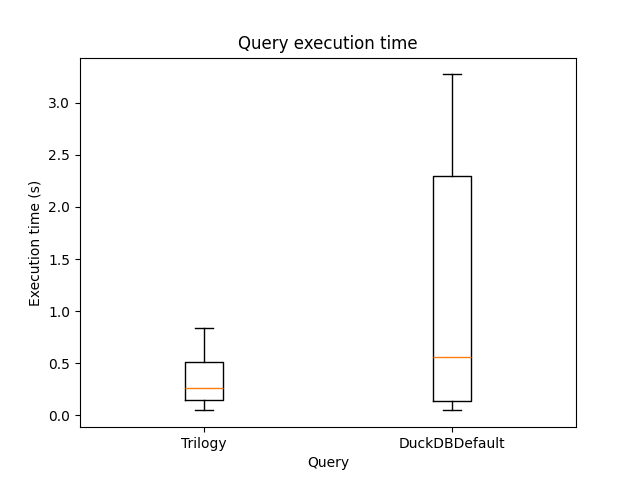 Query execution time
Execution time (s)
3.0
2.5
2.0
1.5
1.0
0.5
0.0
Trilogy
DuckDBDefault
Query